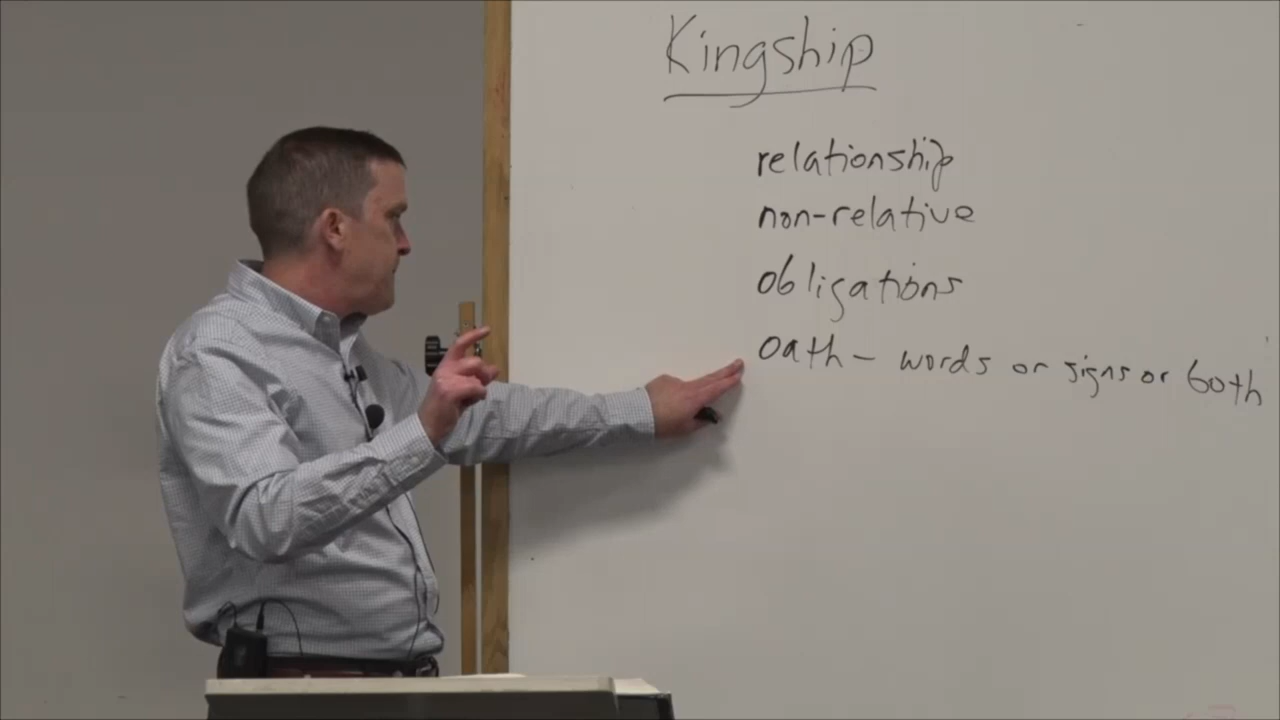 Kingship
relationship
non-relative
obligations
oath - words or signs or both